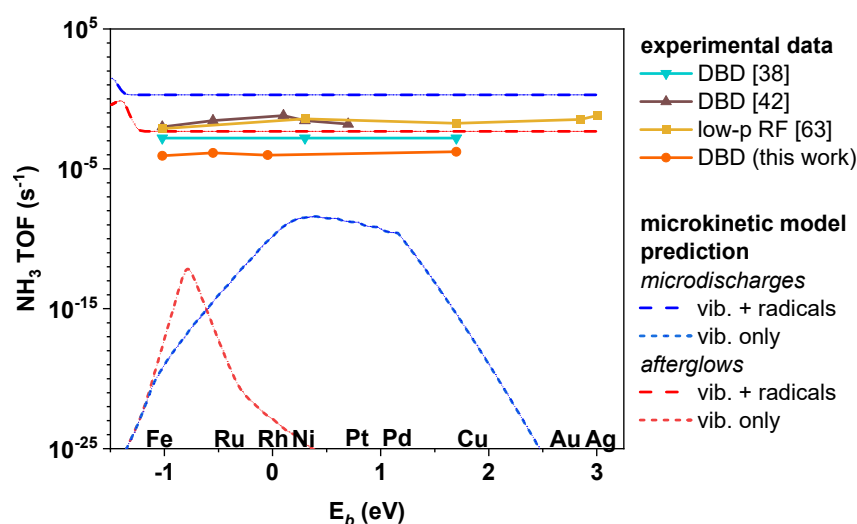 10^5
10^-5
10^-15
10^-25
NH₃ TOF (s⁻¹)
Fe Ru Rh Ni Pt Pd Cu Au Ag
-1 0 1 2 3
E_b (eV)
experimental data
DBD [38]
DBD [42]
low-p RF [63]
DBD (this work)
microkinetic model
prediction
microdischarges
vib. + radicals
vib. only
afterglows
vib. + radicals
vib. only